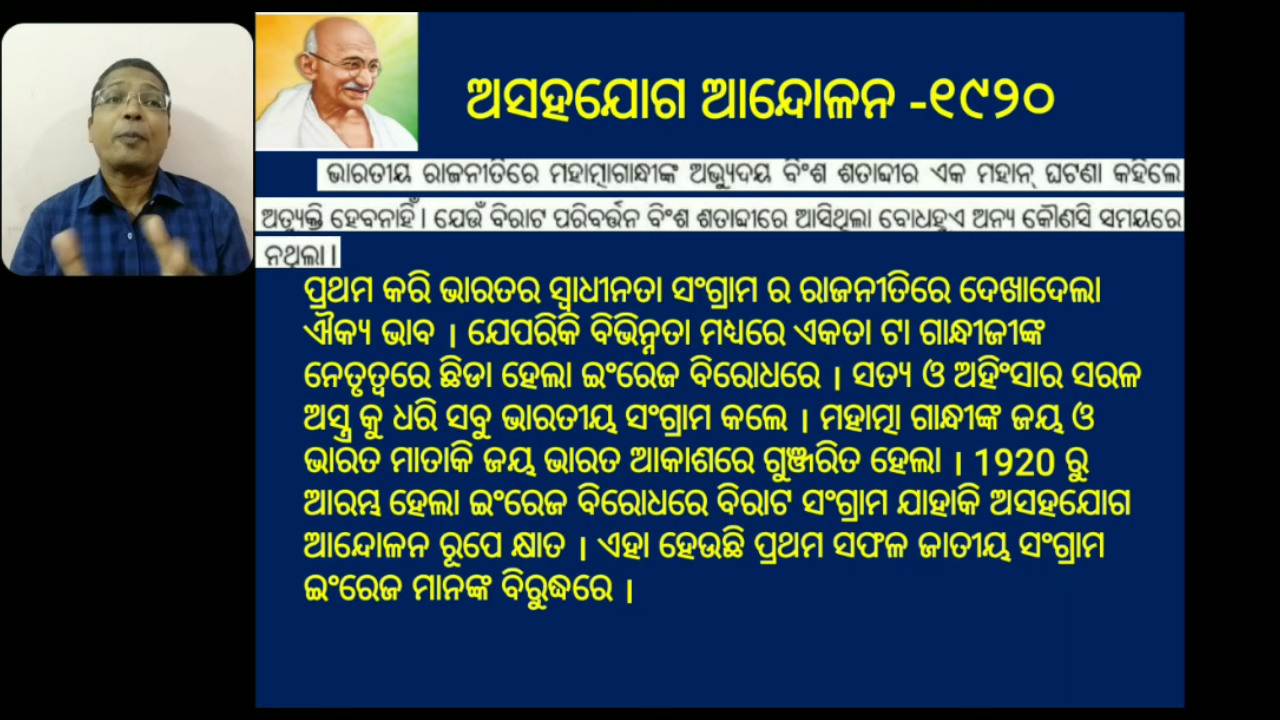 ଅସହଯୋଗ ଆନ୍ଦୋଳନ -୧୯୨୦
ଭାରତୀୟ ରାଜନୀତିରେ ମହାତ୍ମାଗାନ୍ଧୀଙ୍କ ଅଭ୍ୟୁଦୟ ବିଂଶ ଶତାବ୍ଦୀର ଏକ ମହାନ୍ ଘଟଣା କହିଲେ
ଅତ୍ୟୁକ୍ତି ହେବନାହିଁ । ଯେଉଁ ବିରାଟ ପରିବର୍ତ୍ତନ ବିଂଶ ଶତାବ୍ଦୀରେ ଆସିଥିଲା ବୋଧହୁଏ ଅନ୍ୟ କୌଣସି ସମୟରେ
ନଥିଲା ।
ପ୍ରଥମ କରି ଭାରତର ସ୍ୱାଧୀନତା ସଂଗ୍ରାମ ର ରାଜନୀତିରେ ଦେଖାଦେଲା
ଐକ୍ୟ ଭାବ । ଯେପରିକି ବିଭିନ୍ନତା ମଧ୍ୟରେ ଏକତା ଟା ଗାନ୍ଧୀଜୀଙ୍କ
ନେତୃତ୍ୱରେ ଛିଡା ହେଲା ଇଂରେଜ ବିରୋଧରେ । ସତ୍ୟ ଓ ଅହିଂସାର ସରଳ
ଅସ୍ତ୍ର କୁ ଧରି ସବୁ ଭାରତୀୟ ସଂଗ୍ରାମ କଲେ । ମହାତ୍ମା ଗାନ୍ଧୀଙ୍କ ଜୟ ଓ
ଭାରତ ମାତାକି ଜୟ ଭାରତ ଆକାଶରେ ଗୁଞ୍ଜରିତ ହେଲା । 1920 ରୁ
ଆରମ୍ଭ ହେଲା ଇଂରେଜ ବିରୋଧରେ ବିରାଟ ସଂଗ୍ରାମ ଯାହାକି ଅସହଯୋଗ
ଆନ୍ଦୋଳନ ରୂପେ କ୍ଷାତ । ଏହା ହେଉଛି ପ୍ରଥମ ସଫଳ ଜାତୀୟ ସଂଗ୍ରାମ
ଇଂରେଜ ମାନଙ୍କ ବିରୁଦ୍ଧରେ ।